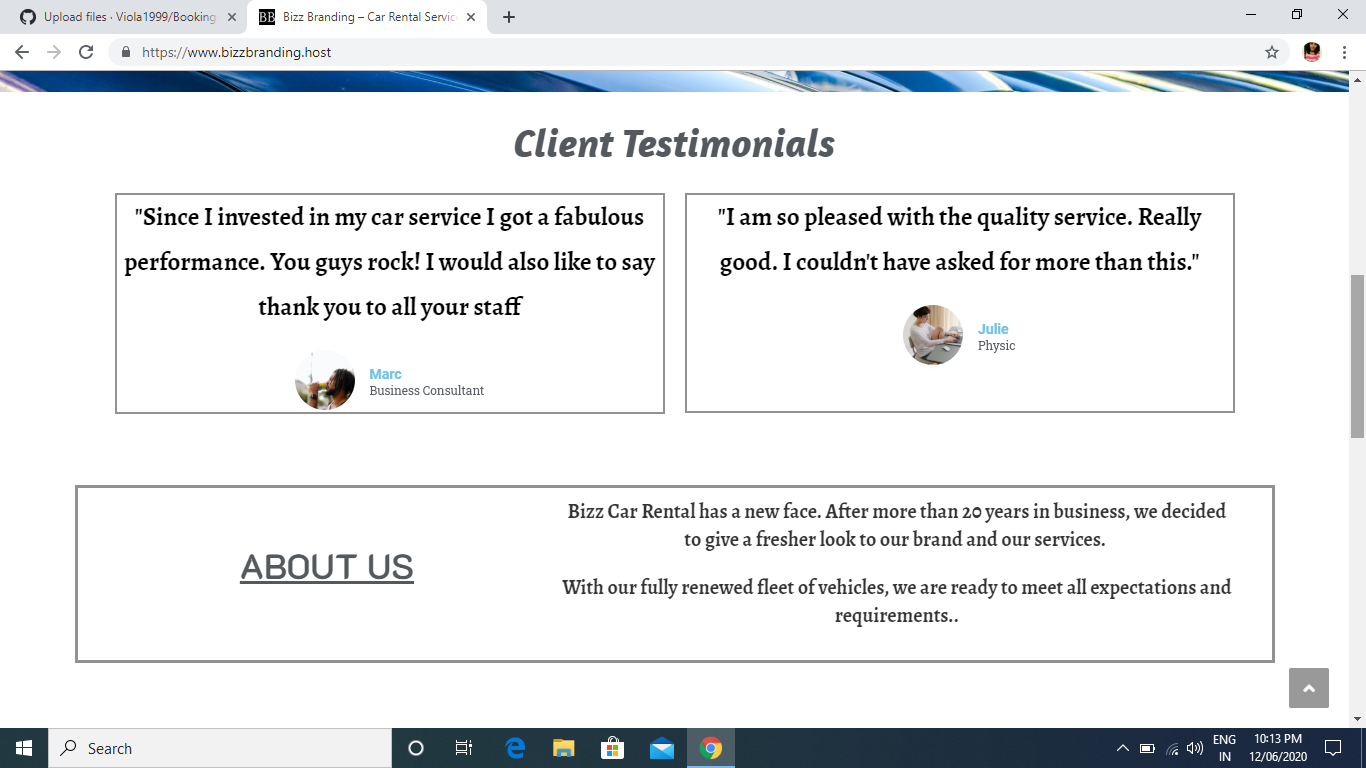 Upload files · Viola1999/Booking
BB
Bizz Branding – Car Rental Servic
https://www.bizzbranding.host
Client Testimonials
"Since I invested in my car service I got a fabulous
performance. You guys rock! I would also like to say
thank you to all your staff
Marc
Business Consultant
"I am so pleased with the quality service. Really
good. I couldn't have asked for more than this."
Julie
Physic
ABOUT US
Bizz Car Rental has a new face. After more than 20 years in business, we decided
to give a fresher look to our brand and our services.
With our fully renewed fleet of vehicles, we are ready to meet all expectations and
requirements..
Search
ENG
IN
10:13 PM
12/06/2020